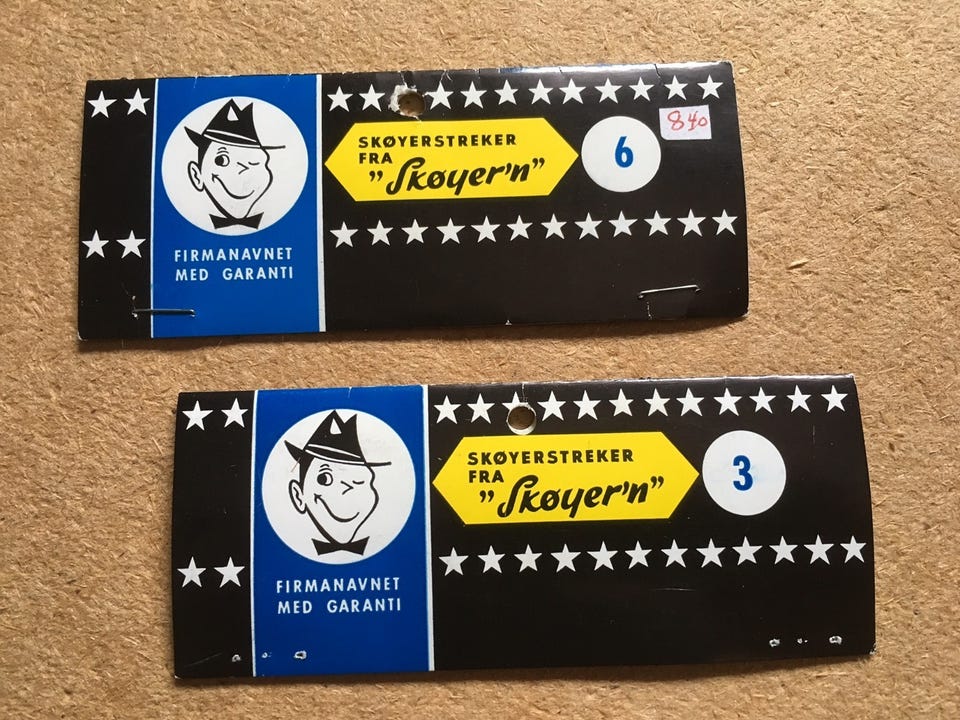 SKØYERSTREKER
FRA
"Skøyer'n"
6
840
FIRMANAVNET
MED GARANTI
SKØYERSTREKER
FRA
"Skøyer'n"
3
FIRMANAVNET
MED GARANTI